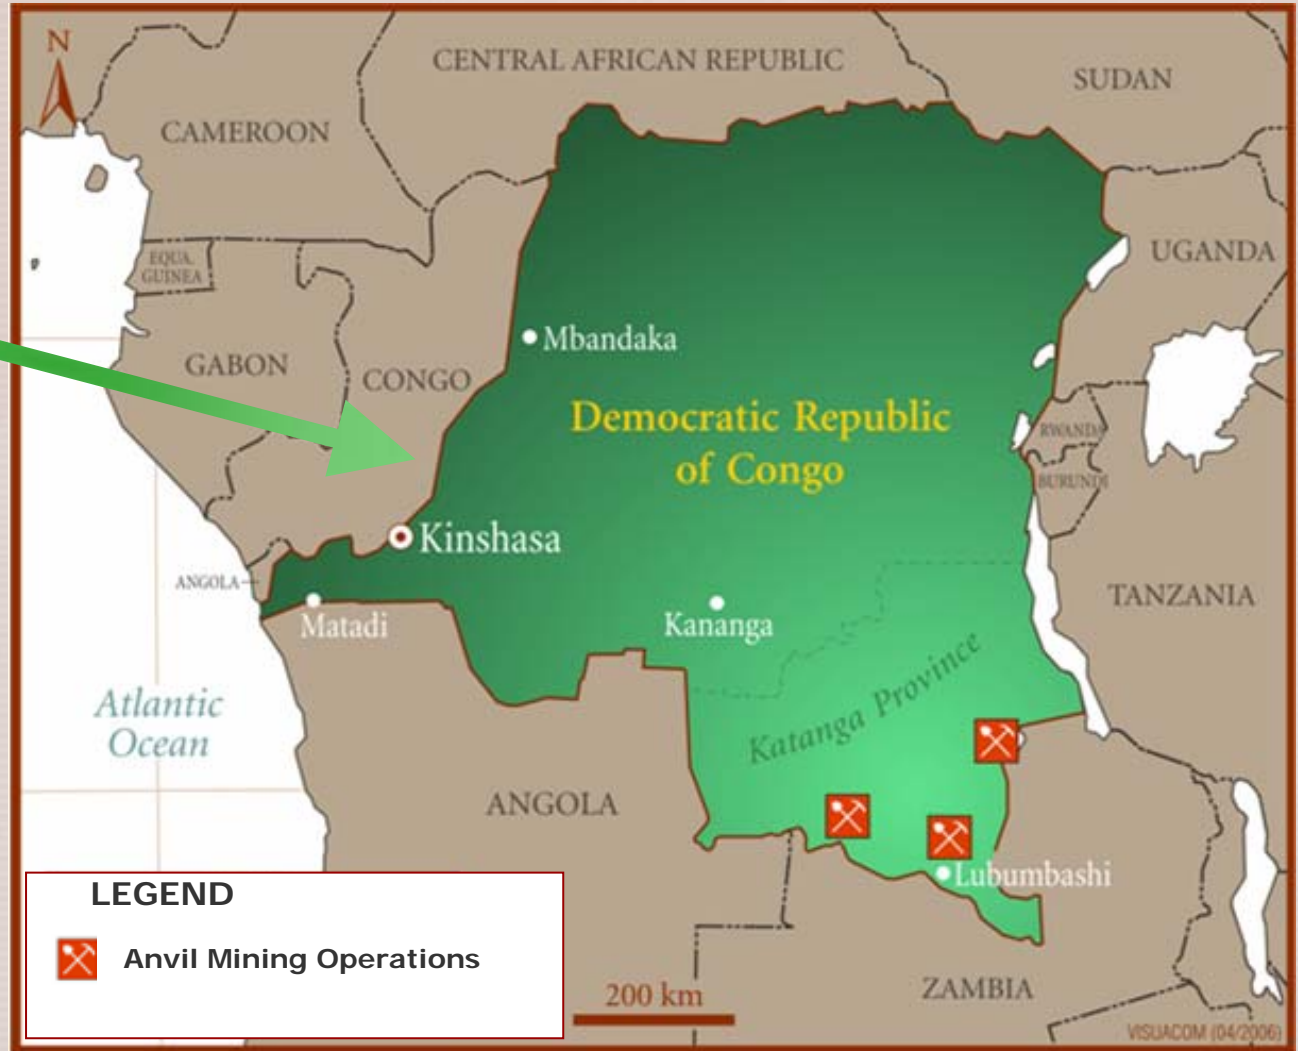 N
CENTRAL AFRICAN REPUBLIC
SUDAN
CAMEROON
UGANDA
EQUA.
GUINEA
Mbandaka
GABON
CONGO
Democratic Republic
of Congo
RWANDA
BURUNDI
Kinshasa
ANGOLA
TANZANIA
Matadi
Kananga
Katanga Province
Atlantic
Ocean
ANGOLA
Lubumbashi
LEGEND
Anvil Mining Operations
200 km
ZAMBIA
VISUACOM (04/2006)